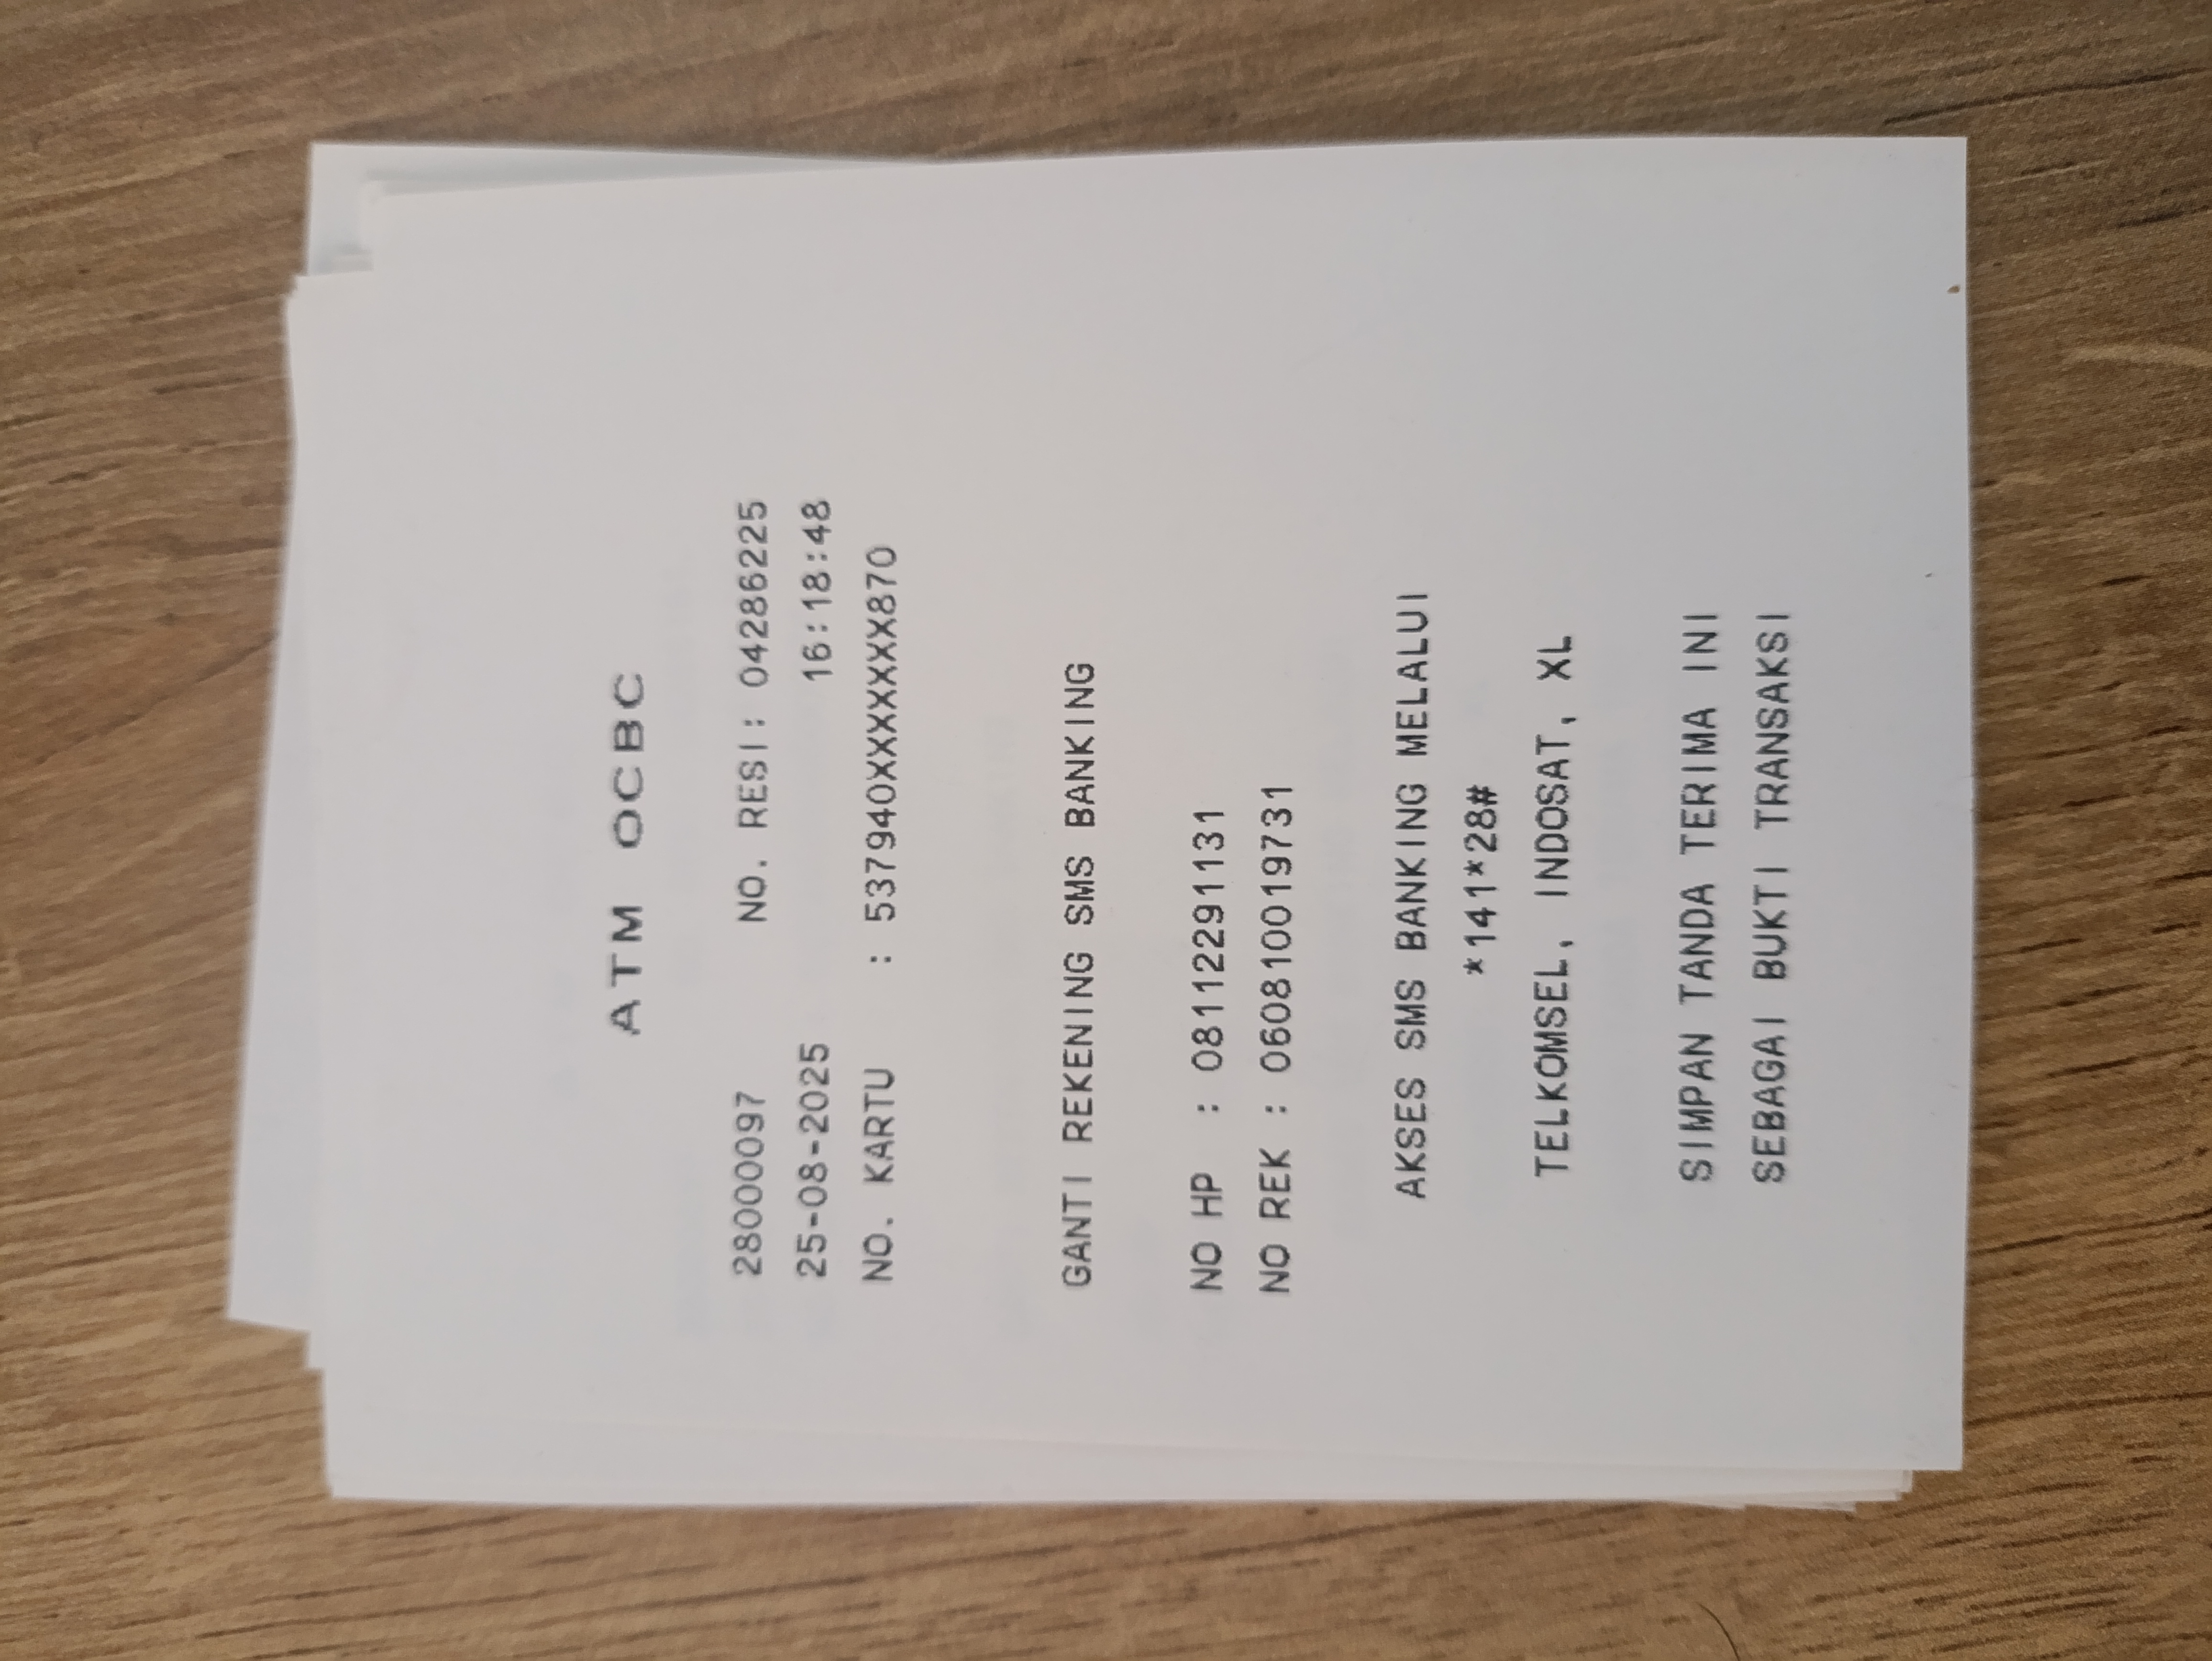 ATM OCBC
28000097 NO. RESI: 04286225
25-08-2025 16:18:48
NO. KARTU : 537940XXXXXXX870
GANTI REKENING SMS BANKING
NO HP : 08112291131
NO REK : 060810019731
AKSES SMS BANKING MELALUI
*141*28#
TELKOMSEL, INDOSAT, XL
SIMPAN TANDA TERIMA INI
SEBAGAI BUKTI TRANSAKSI